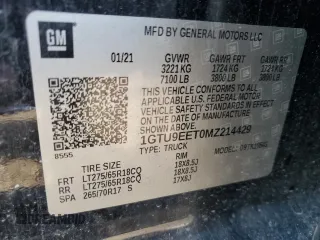 GM
MFD BY GENERAL MOTORS LLC
01/21 GVWR GAWR FRT GAWR RR
3221 KG 1724 KG 1724 KG
7100 LB 3800 LB 3800 LB
THIS VEHICLE CONFORMS TO ALL APPLICABLE U.S.
FEDERAL MOTOR VEHICLE SAFETY STANDARDS IN
EFFECT ON THE DATE OF MANUFACTURE SHOWN ABOVE.
1GTU9EET0MZ214429
8555 TYPE: TRUCK
TIRE SIZE RIM
FRT LT275/65R18CQ 18X8.5J
RR LT275/65R18CQ 18X8.5J
SPA 265/70R17 S 17X8J